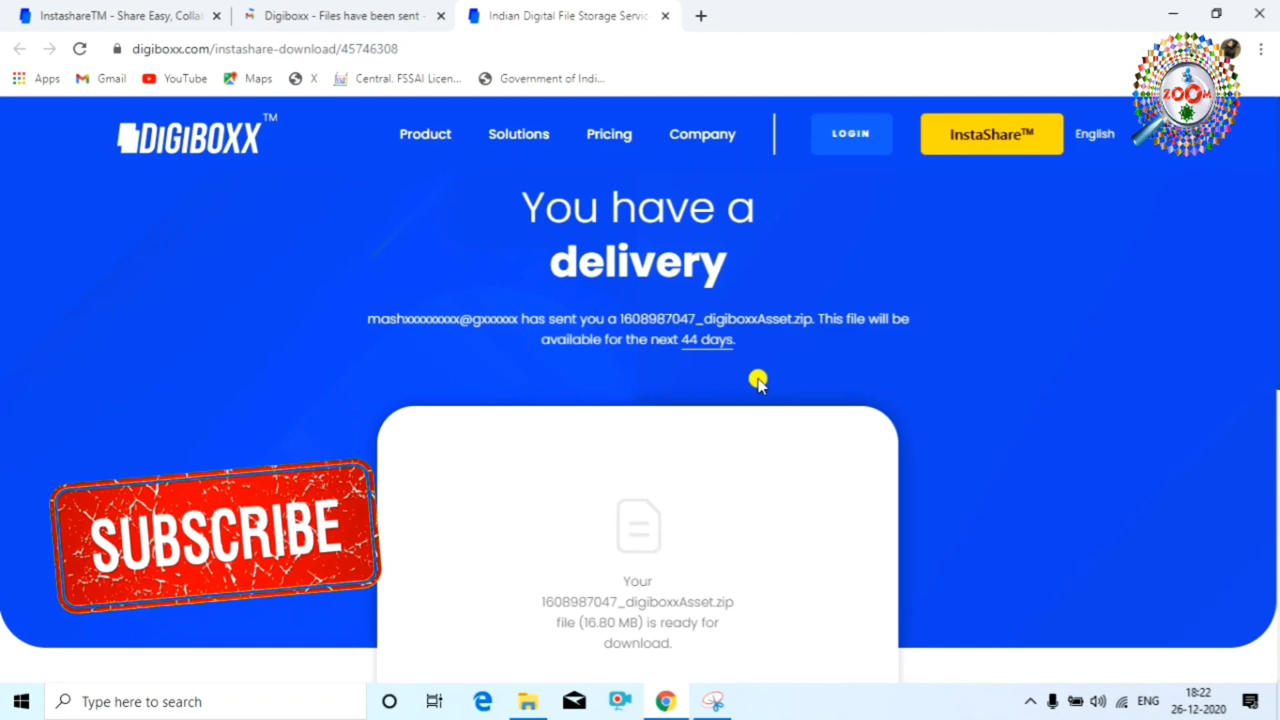 InstashareTM - Share Easy, Collal
Digiboxx - Files have been sent -
Indian Digital File Storage Servic
digiboxx.com/instashare-download/45746308
Apps
Gmail
YouTube
Maps
X
Central. FSSAI Licen...
Government of Indi...
ZOOM
DIGIBOXX™
Product
Solutions
Pricing
Company
LOGIN
InstaShare™
English
You have a
delivery
mashxxxxxxxxx@gxxxxxx has sent you a 1608987047_digiboxxAsset.zip. This file will be
available for the next 44 days.
SUBSCRIBE
Your
1608987047_digiboxxAsset.zip
file (16.80 MB) is ready for
download.
Type here to search
ENG
18:22
26-12-2020